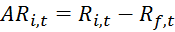 AR_{i,t} = R_{i,t} − R_{f,t}